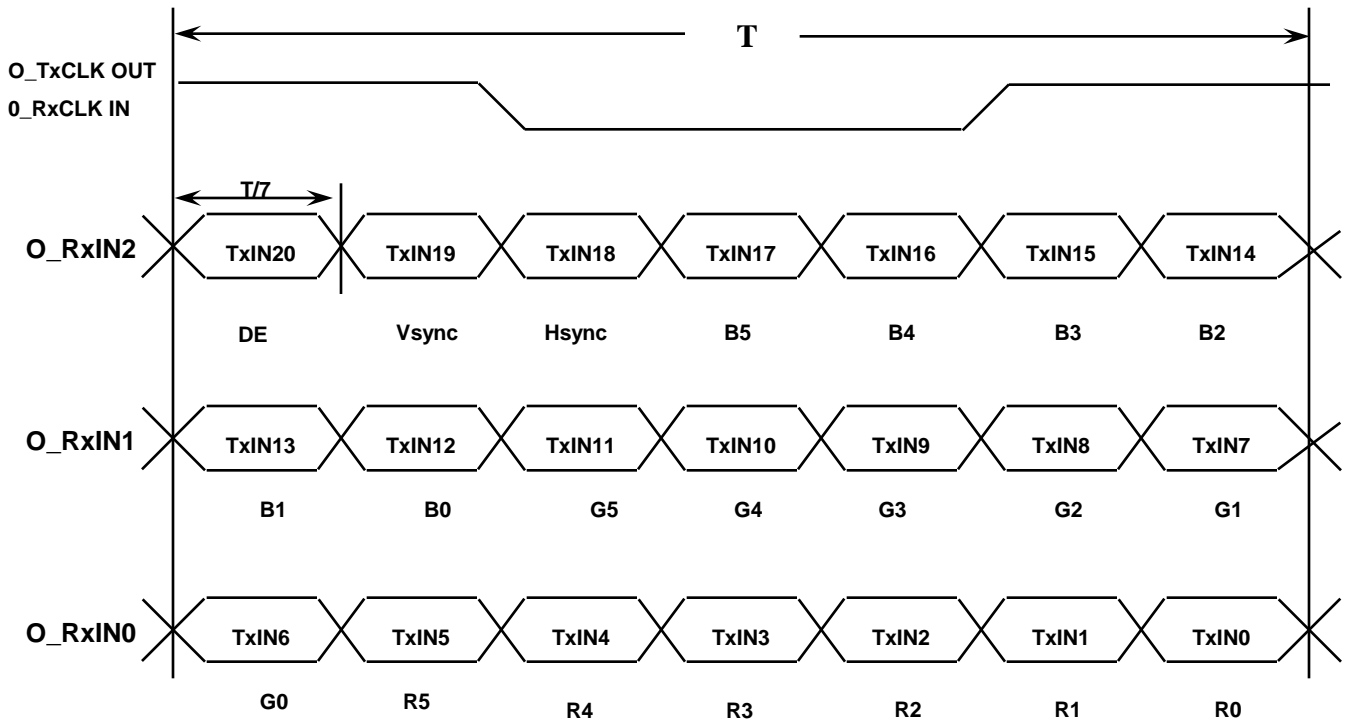 T
O_TxCLK OUT
0_RxCLK IN
T/7
O_RxIN2 TxIN20 TxIN19 TxIN18 TxIN17 TxIN16 TxIN15 TxIN14
DE Vsync Hsync B5 B4 B3 B2
O_RxIN1 TxIN13 TxIN12 TxIN11 TxIN10 TxIN9 TxIN8 TxIN7
B1 B0 G5 G4 G3 G2 G1
O_RxIN0 TxIN6 TxIN5 TxIN4 TxIN3 TxIN2 TxIN1 TxIN0
G0 R5 R4 R3 R2 R1 R0